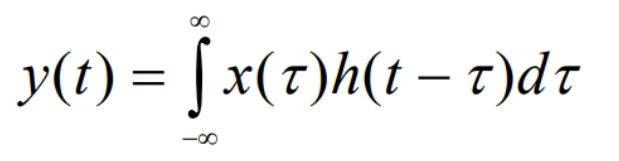 y(t) = ∫_{-∞}^{∞} x(τ)h(t − τ)dτ